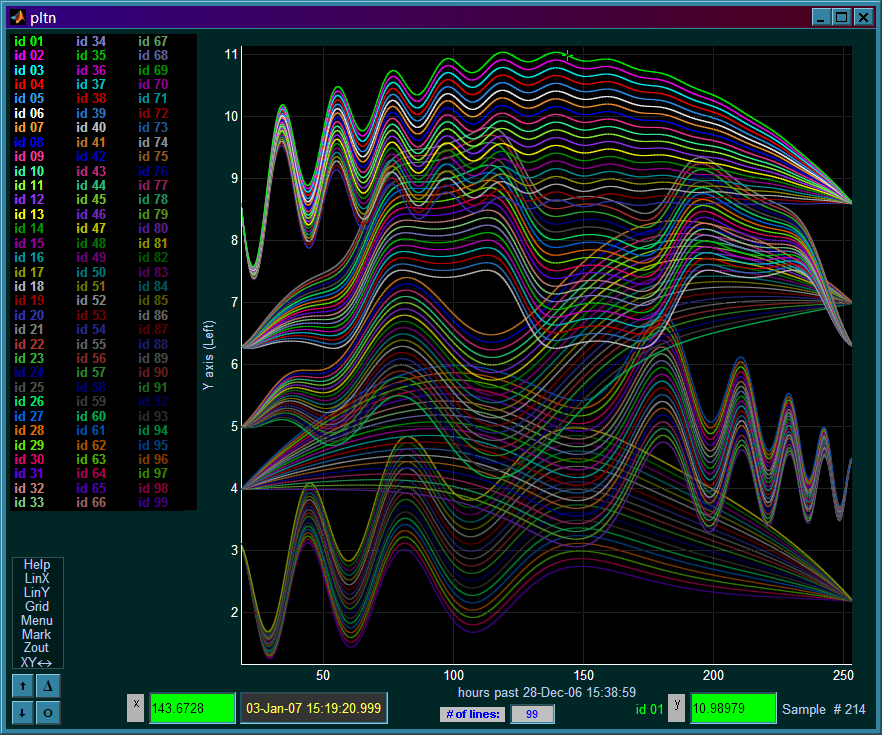 pltn
id 01 id 34 id 67
id 02 id 35 id 68
id 03 id 36 id 69
id 04 id 37 id 70
id 05 id 38 id 71
id 06 id 39 id 72
id 07 id 40 id 73
id 08 id 41 id 74
id 09 id 42 id 75
id 10 id 43 id 76
id 11 id 44 id 77
id 12 id 45 id 78
id 13 id 46 id 79
id 14 id 47 id 80
id 15 id 48 id 81
id 16 id 49 id 82
id 17 id 50 id 83
id 18 id 51 id 84
id 19 id 52 id 85
id 20 id 53 id 86
id 21 id 54 id 87
id 22 id 55 id 88
id 23 id 56 id 89
id 24 id 57 id 90
id 25 id 58 id 91
id 26 id 59 id 92
id 27 id 60 id 93
id 28 id 61 id 94
id 29 id 62 id 95
id 30 id 63 id 96
id 31 id 64 id 97
id 32 id 65 id 98
id 33 id 66 id 99
11
10
9
8
7
6
5
4
3
2
Y axis (Left)
50 100 150 200 250
hours past 28-Dec-06 15:38:59
Help
LinX
LinY
Grid
Menu
Mark
Zout
XY↔
↑ Δ
↓ O
x 143.6728 03-Jan-07 15:19:20.999
# of lines: 99
id 01 y 10.98979 Sample # 214